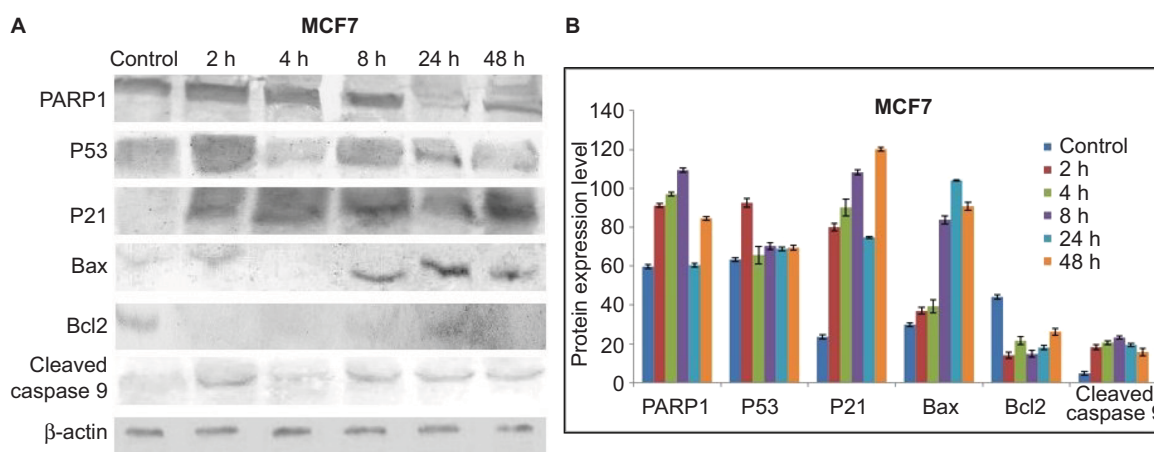 A
MCF7
Control 2 h 4 h 8 h 24 h 48 h
PARP1
P53
P21
Bax
Bcl2
Cleaved
caspase 9
β-actin
B
MCF7
Protein expression level
140
120
100
80
60
40
20
0
Control
2 h
4 h
8 h
24 h
48 h
PARP1 P53 P21 Bax Bcl2 Cleaved
caspase 9